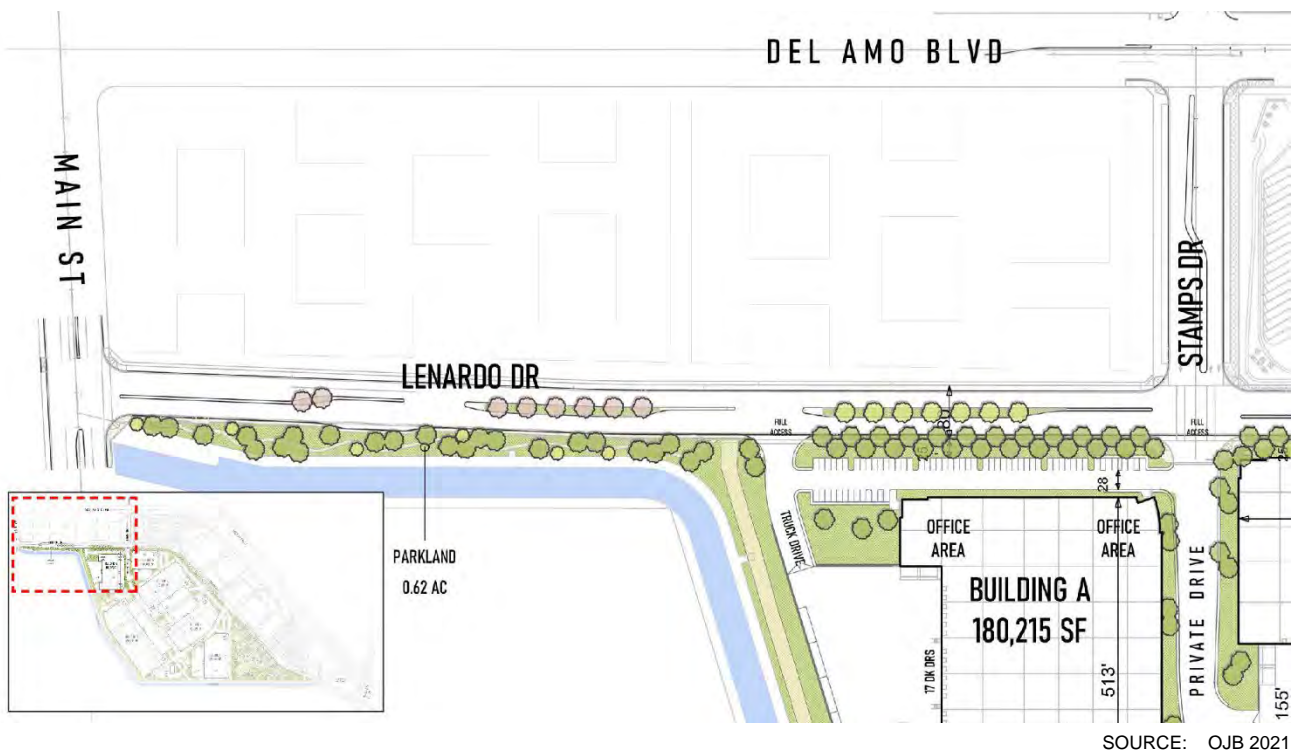 DEL AMO BLVD
MAIN ST
STAMPS DR
LENARDO DR
FULL
ACCESS
FULL
ACCESS
28
TRUCK DRIVE
OFFICE
AREA
OFFICE
AREA
PARKLAND
0.62 AC
BUILDING A
180,215 SF
17 DK DRS
513'
PRIVATE DRIVE
155'
SOURCE: OJB 2021